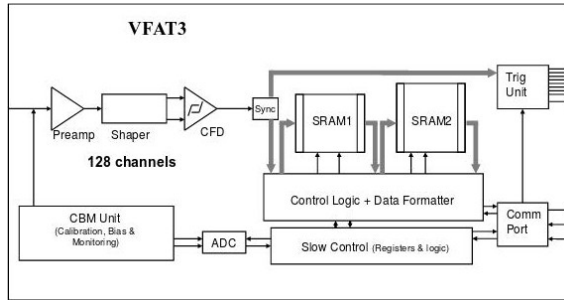 VFAT3
Preamp
Shaper
CFD
Sync
SRAM1
SRAM2
Trig
Unit
128 channels
Control Logic + Data Formatter
CBM Unit
(Calibration, Bias &
Monitoring)
ADC
Slow Control (Registers & logic)
Comm
Port